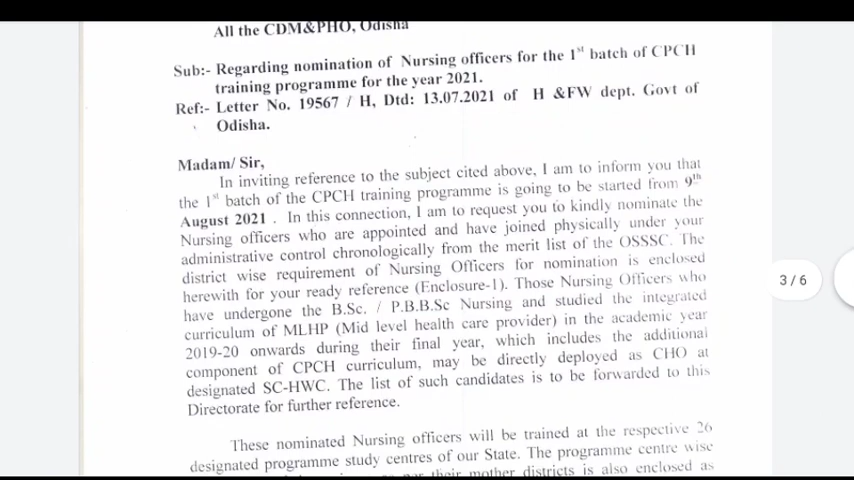 All the CDM&PHO, Odisha
Sub:- Regarding nomination of Nursing officers for the 1st batch of CPCH
training programme for the year 2021.
Ref:- Letter No. 19567 / H, Dtd: 13.07.2021 of H &FW dept. Govt of
Odisha.
Madam/ Sir,
In inviting reference to the subject cited above, I am to inform you that
the 1st batch of the CPCH training programme is going to be started from 9th
August 2021 . In this connection, I am to request you to kindly nominate the
Nursing officers who are appointed and have joined physically under your
administrative control chronologically from the merit list of the OSSSC. The
district wise requirement of Nursing Officers for nomination is enclosed
herewith for your ready reference (Enclosure-1). Those Nursing Officers who
have undergone the B.Sc. / P.B.B.Sc Nursing and studied the integrated
curriculum of MLHP (Mid level health care provider) in the academic year
2019-20 onwards during their final year, which includes the additional
component of CPCH curriculum, may be directly deployed as CHO at
designated SC-HWC. The list of such candidates is to be forwarded to this
Directorate for further reference.
These nominated Nursing officers will be trained at the respective 26
designated programme study centres of our State. The programme centre wise
their mother districts is also enclosed as
3 / 6